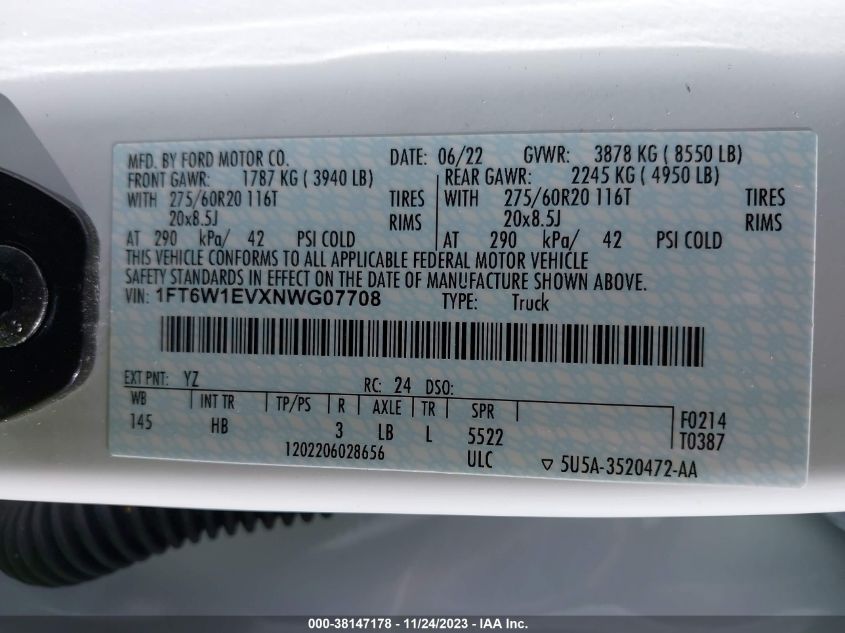 MFD. BY FORD MOTOR CO. DATE: 06/22 GVWR: 3878 KG ( 8550 LB)
FRONT GAWR: 1787 KG ( 3940 LB) REAR GAWR: 2245 KG ( 4950 LB)
WITH 275/60R20 116T TIRES WITH 275/60R20 116T TIRES
20x8.5J RIMS 20x8.5J RIMS
AT 290 kPa/ 42 PSI COLD AT 290 kPa/ 42 PSI COLD
THIS VEHICLE CONFORMS TO ALL APPLICABLE FEDERAL MOTOR VEHICLE
SAFETY STANDARDS IN EFFECT ON THE DATE OF MANUFACTURE SHOWN ABOVE.
VIN: 1FT6W1EVXNWG07708 TYPE: Truck
EXT PNT: YZ RC: 24 DSO:
WB INT TR TP/PS R AXLE TR SPR F0214
145 HB 3 LB L 5522 T0387
1202206028656 ULC ▽ 5U5A-3520472-AA
000-38147178 - 11/24/2023 - IAA Inc.